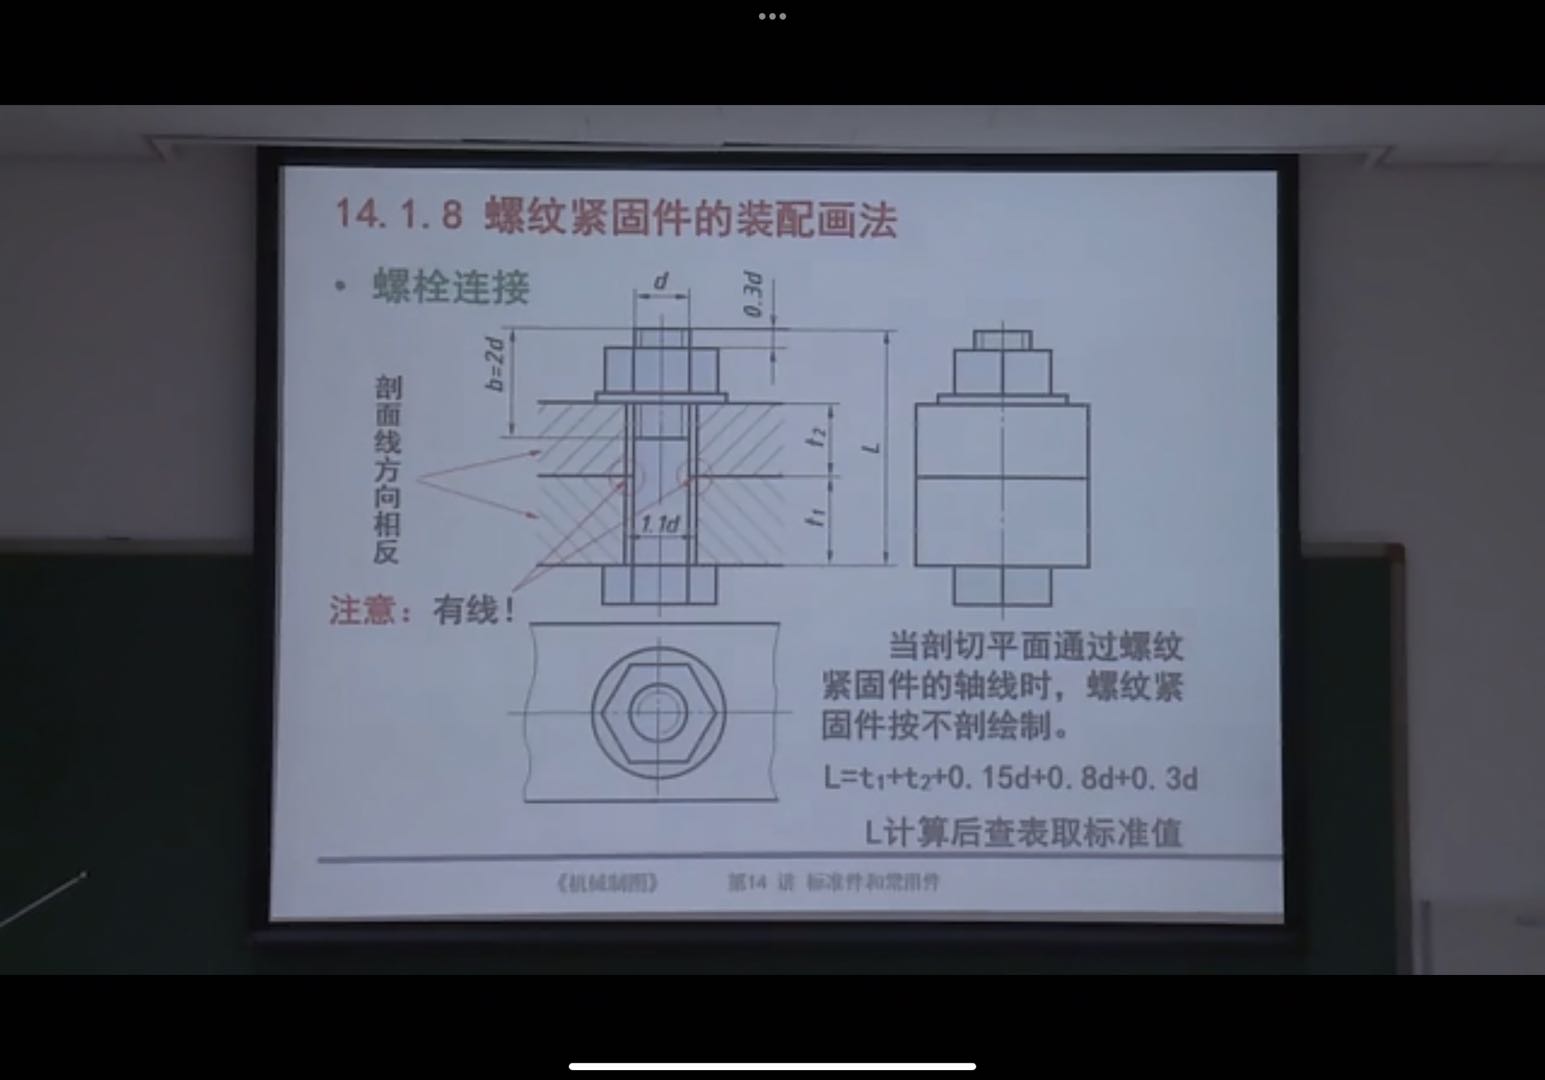 14.1.8 螺纹紧固件的装配画法
• 螺栓连接
d
0.3d
b=2d
剖面线方向相反
t₂
L
t₁
1.1d
注意：有线！
当剖切平面通过螺纹
紧固件的轴线时，螺纹紧
固件按不剖绘制。
L=t₁+t₂+0.15d+0.8d+0.3d
L计算后查表取标准值
《机械制图》 第14 讲 标准件和常用件